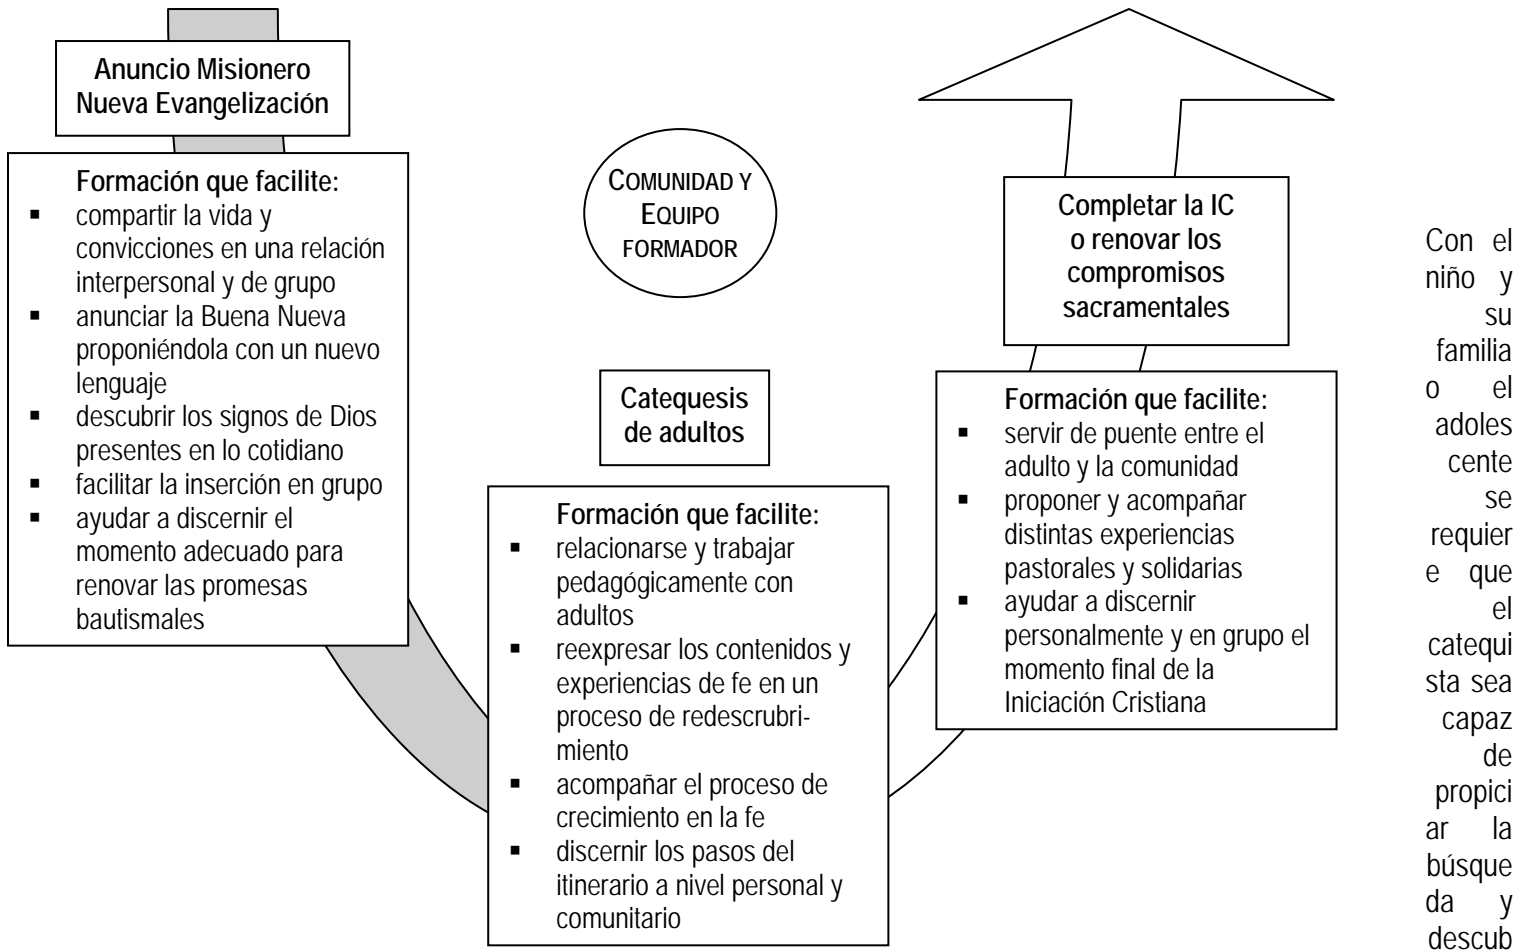 Anuncio Misionero
Nueva Evangelización
Formación que facilite:
▪ compartir la vida y
convicciones en una relación
interpersonal y de grupo
▪ anunciar la Buena Nueva
proponiéndola con un nuevo
lenguaje
▪ descubrir los signos de Dios
presentes en lo cotidiano
▪ facilitar la inserción en grupo
▪ ayudar a discernir el
momento adecuado para
renovar las promesas
bautismales
COMUNIDAD Y
EQUIPO
FORMADOR
Catequesis
de adultos
Formación que facilite:
▪ relacionarse y trabajar
pedagógicamente con
adultos
▪ reexpresar los contenidos y
experiencias de fe en un
proceso de redescrubri-
miento
▪ acompañar el proceso de
crecimiento en la fe
▪ discernir los pasos del
itinerario a nivel personal y
comunitario
Completar la IC
o renovar los
compromisos
sacramentales
Formación que facilite:
▪ servir de puente entre el
adulto y la comunidad
▪ proponer y acompañar
distintas experiencias
pastorales y solidarias
▪ ayudar a discernir
personalmente y en grupo el
momento final de la
Iniciación Cristiana
Con el
niño y
su
familia
o el
adoles
cente
se
requier
e que
el
catequi
sta sea
capaz
de
propici
ar la
búsque
da y
descub